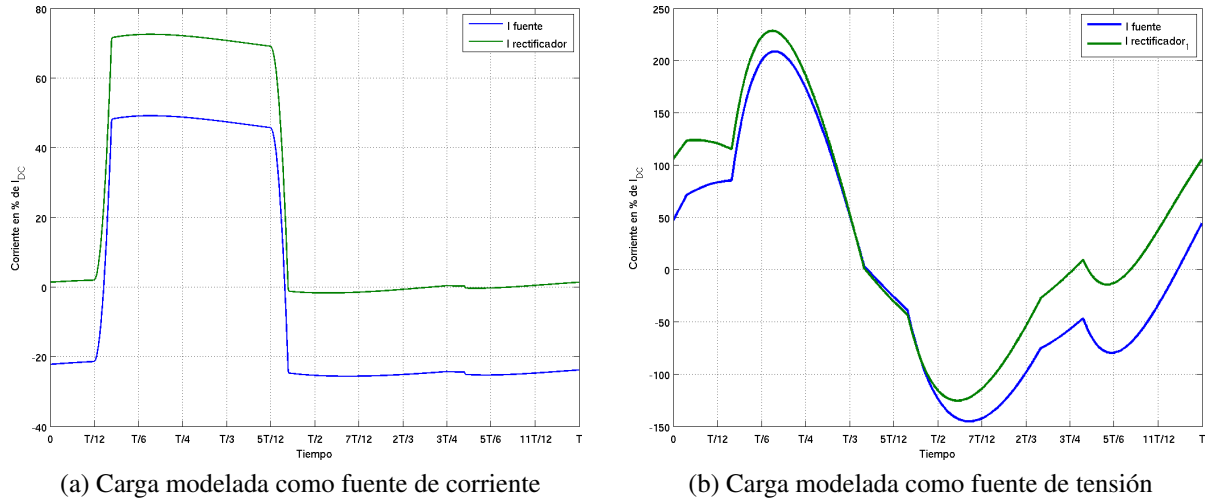 80
60
40
20
0
-20
-40
Corriente en % de I_DC
I fuente
I rectificador
0
T/12
T/6
T/4
T/3
5T/12
T/2
7T/12
2T/3
3T/4
5T/6
11T/12
T
Tiempo
(a) Carga modelada como fuente de corriente
250
200
150
100
50
0
-50
-100
-150
Corriente en % de I_DC
I fuente
I rectificador_1
0
T/12
T/6
T/4
T/3
5T/12
T/2
7T/12
2T/3
3T/4
5T/6
11T/12
T
Tiempo
(b) Carga modelada como fuente de tensión